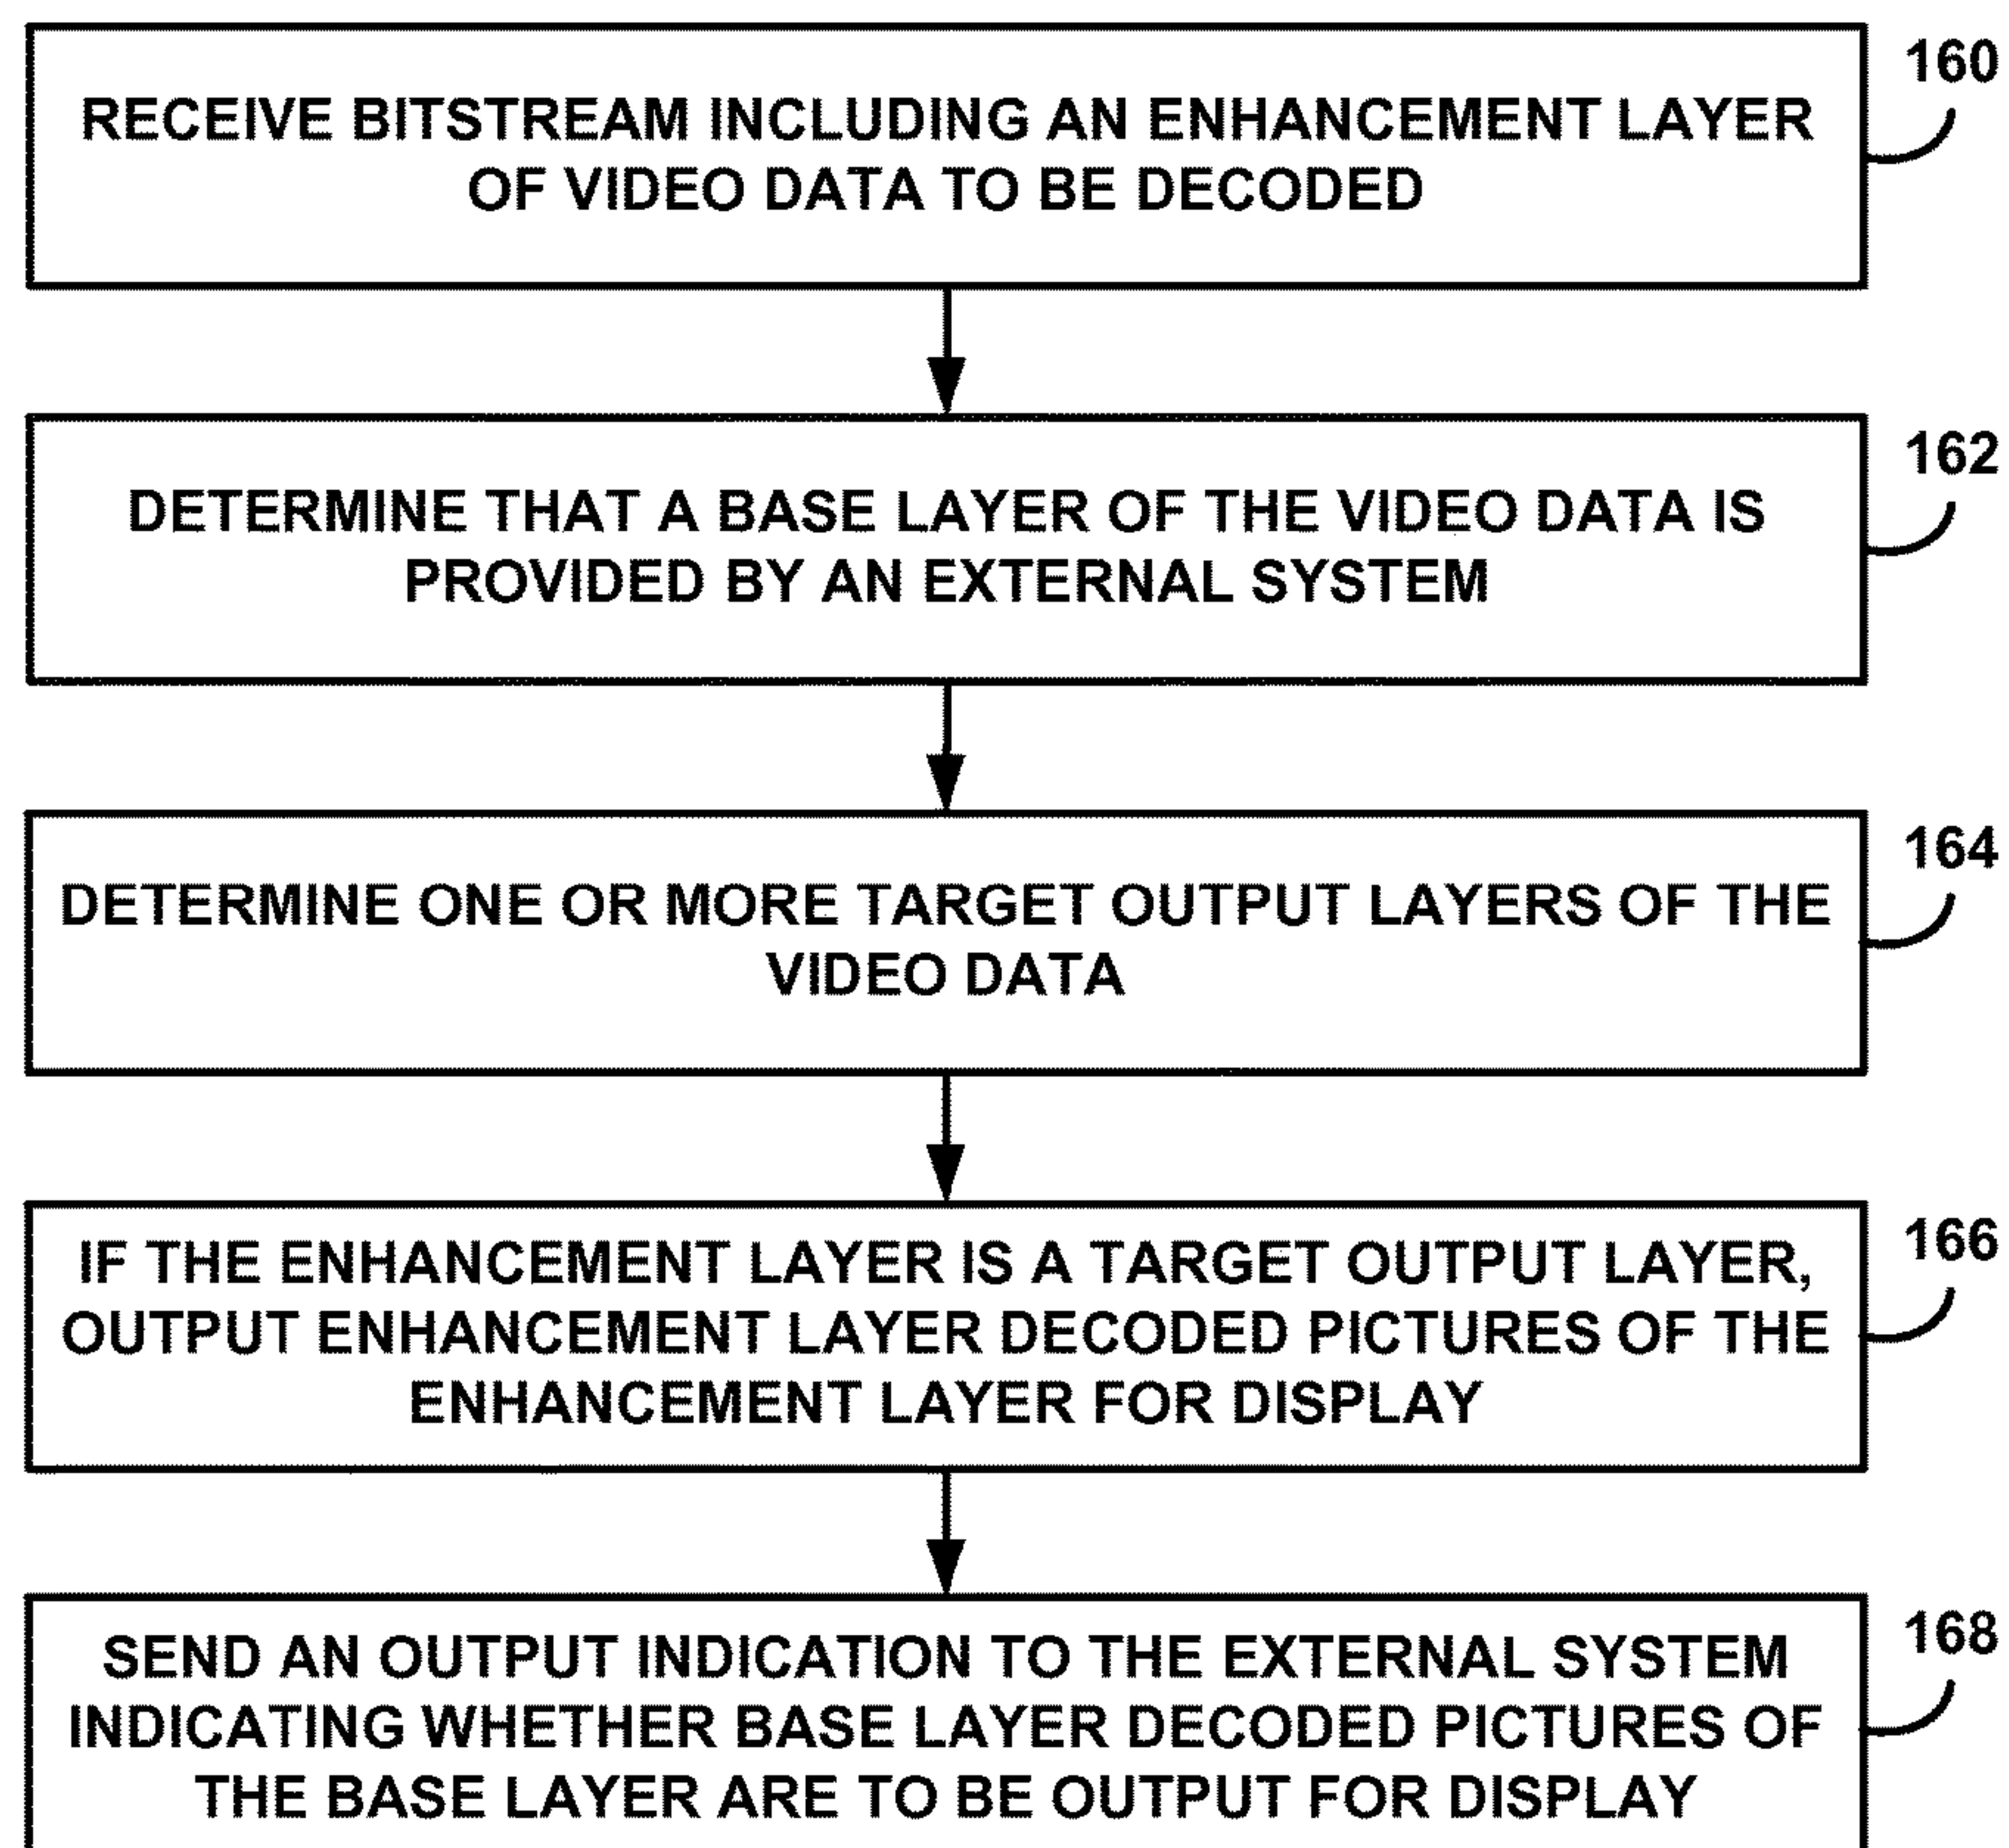 160
RECEIVE BITSTREAM INCLUDING AN ENHANCEMENT LAYER
OF VIDEO DATA TO BE DECODED
162
DETERMINE THAT A BASE LAYER OF THE VIDEO DATA IS
PROVIDED BY AN EXTERNAL SYSTEM
164
DETERMINE ONE OR MORE TARGET OUTPUT LAYERS OF THE
VIDEO DATA
166
IF THE ENHANCEMENT LAYER IS A TARGET OUTPUT LAYER,
OUTPUT ENHANCEMENT LAYER DECODED PICTURES OF THE
ENHANCEMENT LAYER FOR DISPLAY
168
SEND AN OUTPUT INDICATION TO THE EXTERNAL SYSTEM
INDICATING WHETHER BASE LAYER DECODED PICTURES OF
THE BASE LAYER ARE TO BE OUTPUT FOR DISPLAY